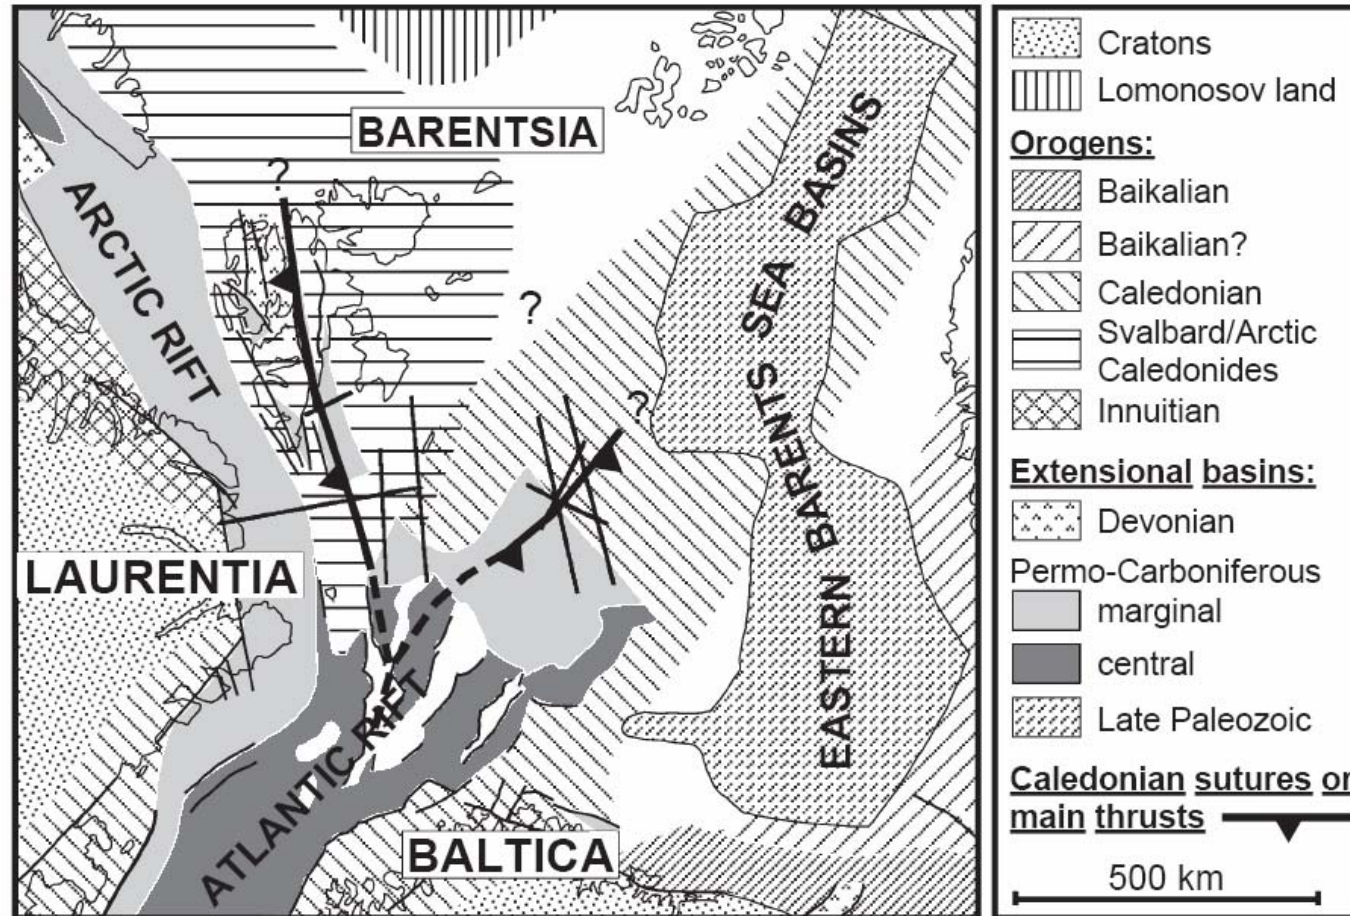 BARENTSIA
?
ARCTIC RIFT
?
?
EASTERN BARENTS SEA BASINS
LAURENTIA
ATLANTIC RIFT
BALTICA
Cratons
Lomonosov land
Orogens:
Baikalian
Baikalian?
Caledonian
Svalbard/Arctic
Caledonides
Innuitian
Extensional basins:
Devonian
Permo-Carboniferous
marginal
central
Late Paleozoic
Caledonian sutures or
main thrusts
500 km